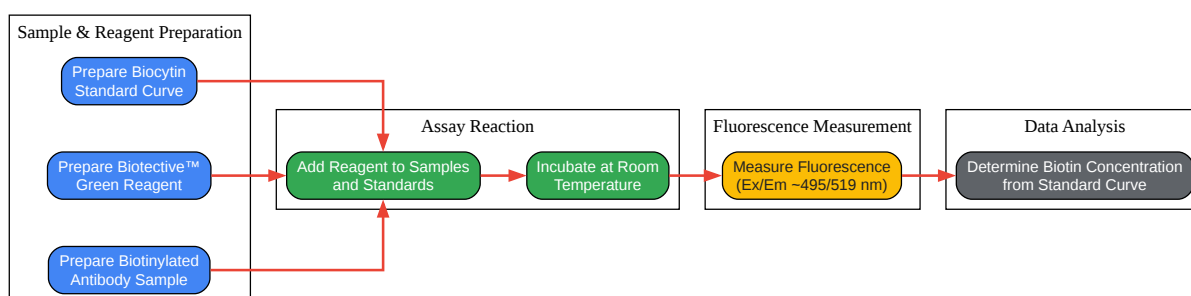 Sample & Reagent Preparation
Prepare Biocytin
Standard Curve
Prepare Biotective™
Green Reagent
Prepare Biotinylated
Antibody Sample
Assay Reaction
Add Reagent to Samples
and Standards
Incubate at Room
Temperature
Fluorescence Measurement
Measure Fluorescence
(Ex/Em ~495/519 nm)
Data Analysis
Determine Biotin Concentration
from Standard Curve